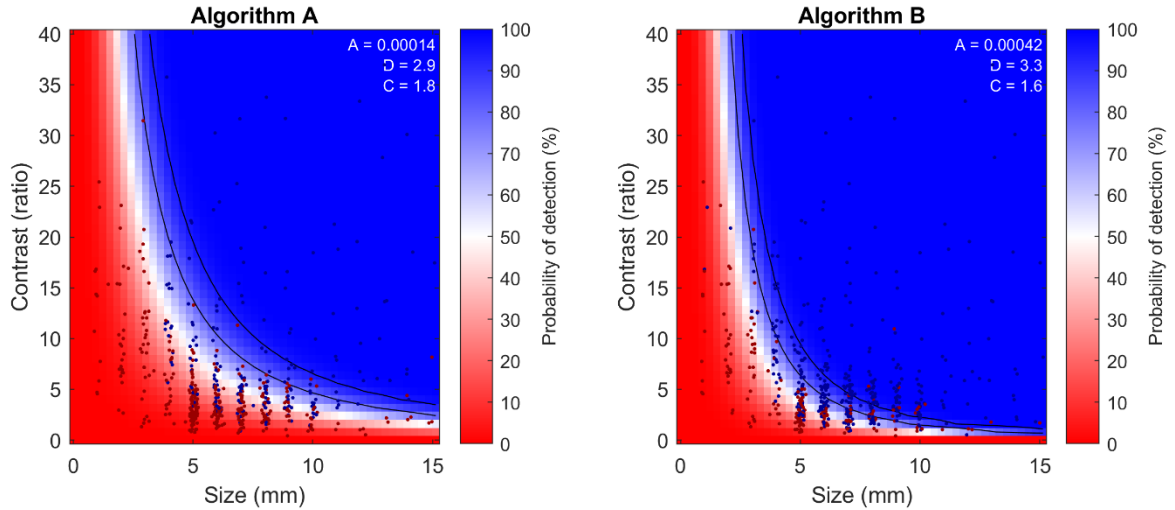 Algorithm A
A = 0.00014
D = 2.9
C = 1.8
40
35
30
25
20
15
10
5
0
Contrast (ratio)
0 5 10 15
Size (mm)
100
90
80
70
60
50
40
30
20
10
0
Probability of detection (%)
Algorithm B
A = 0.00042
D = 3.3
C = 1.6
40
35
30
25
20
15
10
5
0
Contrast (ratio)
0 5 10 15
Size (mm)
100
90
80
70
60
50
40
30
20
10
0
Probability of detection (%)